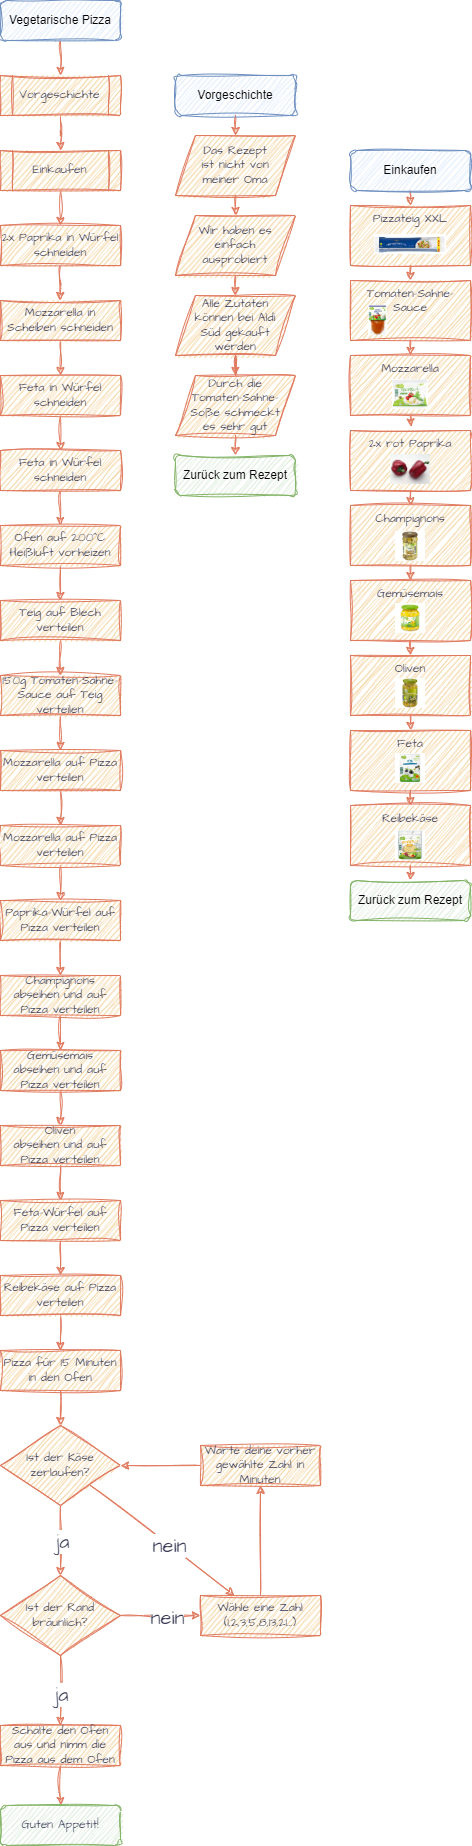 Vegetarische Pizza
Vorgeschichte
Einkaufen
2x Paprika in Würfel
schneiden
Mozzarella in
Scheiben schneiden
Feta in Würfel
schneiden
Feta in Würfel
schneiden
Ofen auf 200°C
Heißluft vorheizen
Teig auf Blech
verteilen
150g Tomaten-Sahne-
Sauce auf Teig
verteilen
Mozzarella auf Pizza
verteilen
Mozzarella auf Pizza
verteilen
Paprika-Würfel auf
Pizza verteilen
Champignons
abseihen und auf
Pizza verteilen
Gemüsemais
abseihen und auf
Pizza verteilen
Oliven
abseihen und auf
Pizza verteilen
Feta-Würfel auf
Pizza verteilen
Reibekäse auf Pizza
verteilen
Pizza für 15 Minuten
in den Ofen
Ist der Käse
zerlaufen?
ja
nein
Ist der Rand
bräunlich?
nein
ja
Wähle eine Zahl
(1,2,3,5,8,13,21,...)
Warte deine vorher
gewählte Zahl in
Minuten
Schalte den Ofen
aus und nimm die
Pizza aus dem Ofen
Guten Appetit!
Vorgeschichte
Das Rezept
ist nicht von
meiner Oma
Wir haben es
einfach
ausprobiert
Alle Zutaten
können bei Aldi
Süd gekauft
werden
Durch die
Tomaten-Sahne-
Soße schmeckt
es sehr gut
Zurück zum Rezept
Einkaufen
Pizzateig XXL
Tomaten-Sahne-
Sauce
Mozzarella
2x rot Paprika
Champignons
Gemüsemais
Oliven
Feta
Reibekäse
Zurück zum Rezept